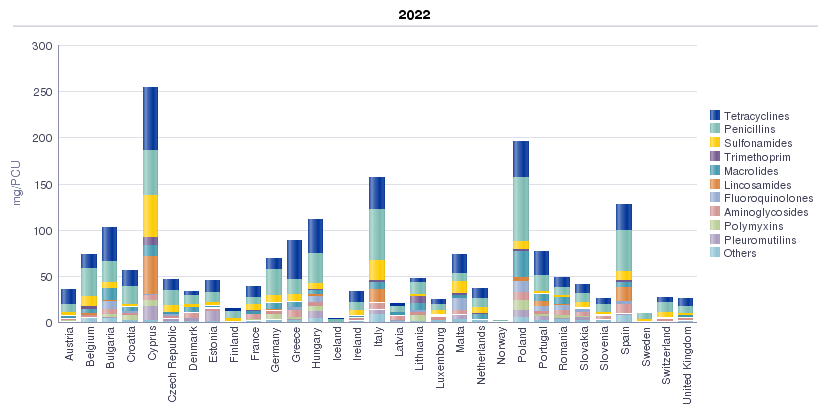 2022
300
250
200
150
100
50
0
mg/PCU
Austria
Belgium
Bulgaria
Croatia
Cyprus
Czech Republic
Denmark
Estonia
Finland
France
Germany
Greece
Hungary
Iceland
Ireland
Italy
Latvia
Lithuania
Luxembourg
Malta
Netherlands
Norway
Poland
Portugal
Romania
Slovakia
Slovenia
Spain
Sweden
Switzerland
United Kingdom
Tetracyclines
Penicillins
Sulfonamides
Trimethoprim
Macrolides
Lincosamides
Fluoroquinolones
Aminoglycosides
Polymyxins
Pleuromutilins
Others